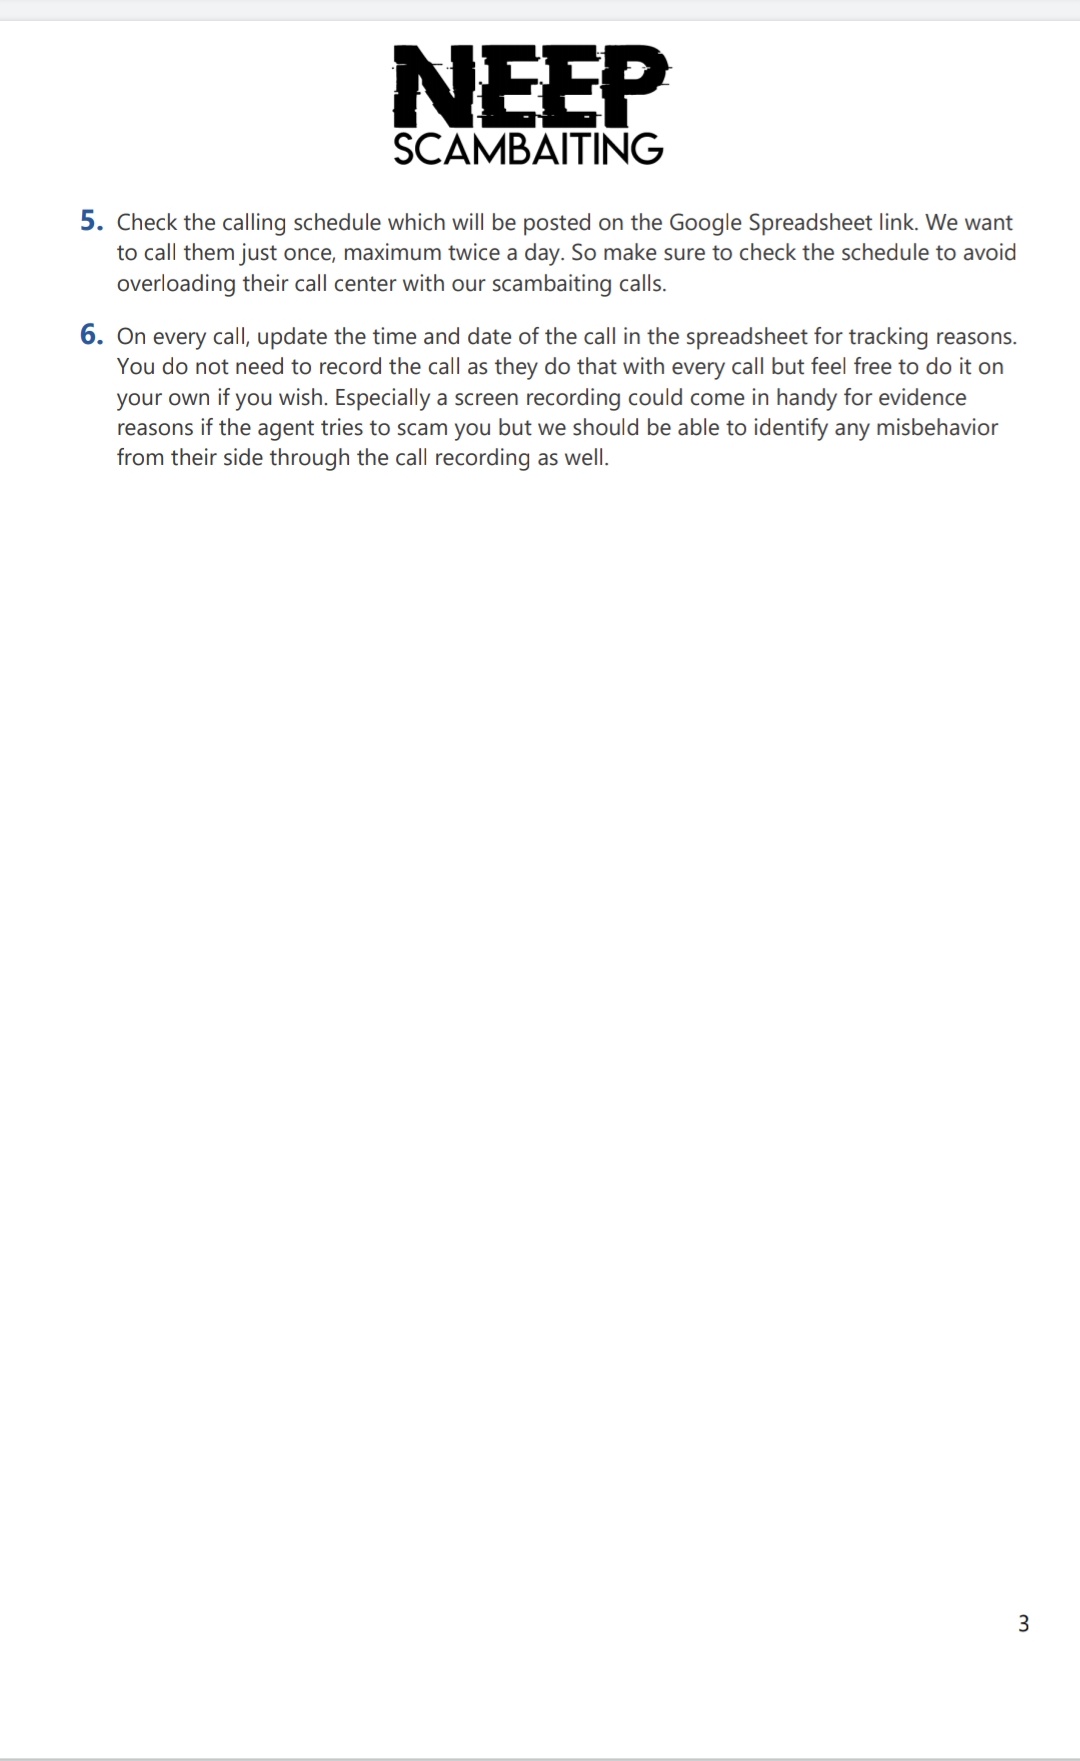 NEEP
SCAMBAITING
5. Check the calling schedule which will be posted on the Google Spreadsheet link. We want
to call them just once, maximum twice a day. So make sure to check the schedule to avoid
overloading their call center with our scambaiting calls.
6. On every call, update the time and date of the call in the spreadsheet for tracking reasons.
You do not need to record the call as they do that with every call but feel free to do it on
your own if you wish. Especially a screen recording could come in handy for evidence
reasons if the agent tries to scam you but we should be able to identify any misbehavior
from their side through the call recording as well.
3